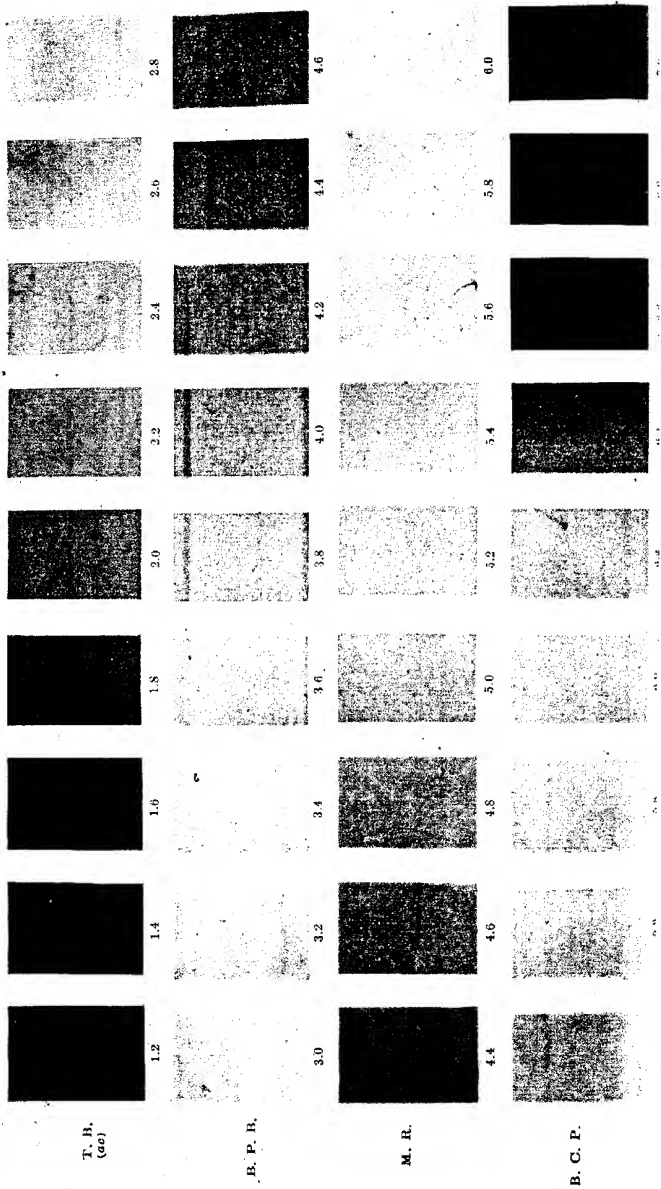 T. B.
(ac)
1.2 1.4 1.6 1.8 2.0 2.2 2.4 2.6 2.8
B. P. B.
3.0 3.2 3.4 3.6 3.8 4.0 4.2 4.4 4.6
M. R.
4.4 4.6 4.8 5.0 5.2 5.4 5.6 5.8 6.0
B. C. P.